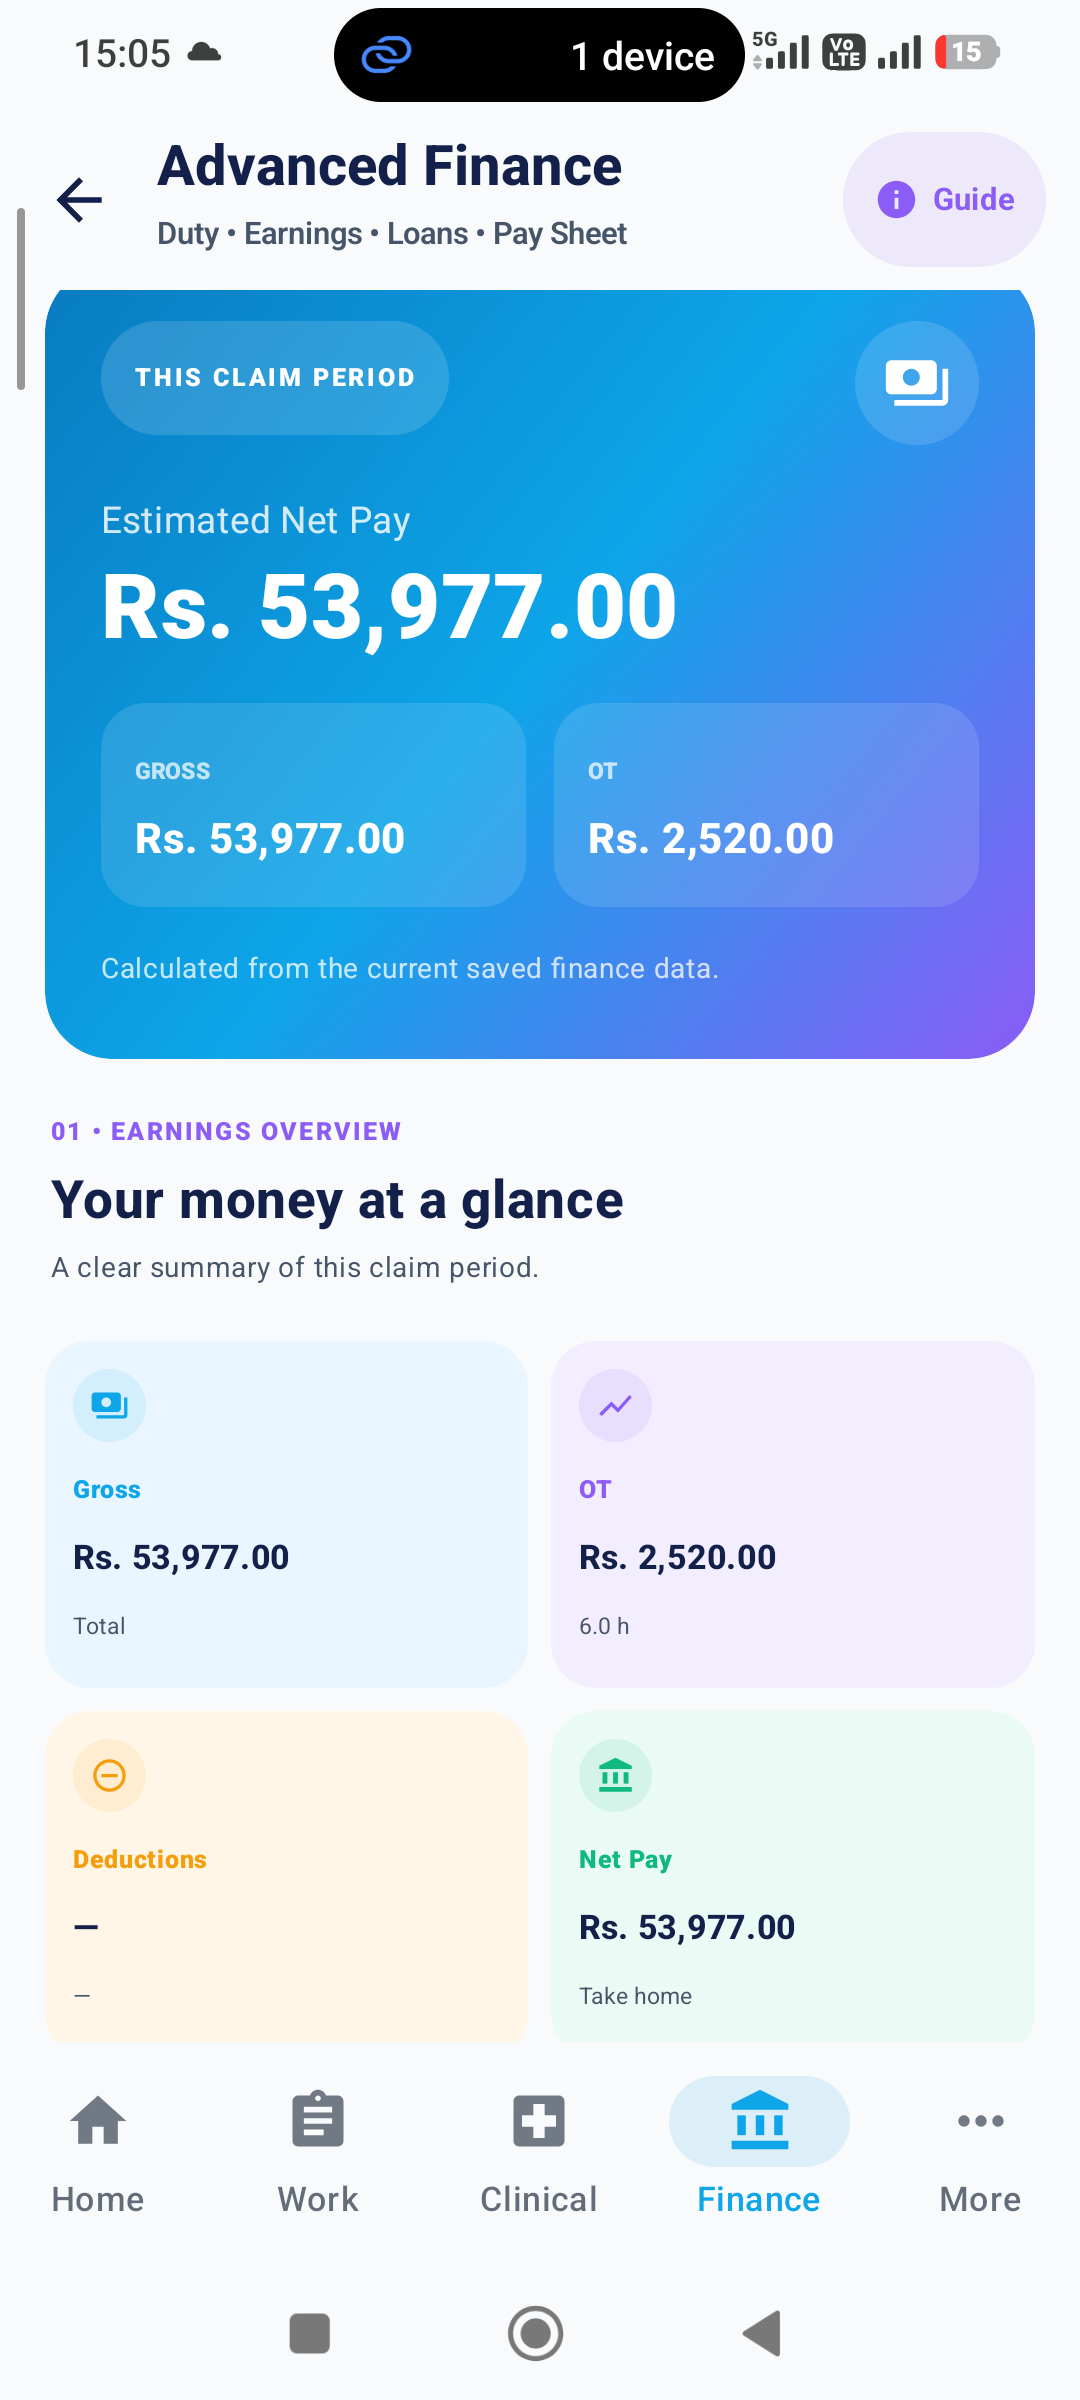 15:05
1 device
5G
Vo
LTE
15
Advanced Finance
Duty • Earnings • Loans • Pay Sheet
Guide
THIS CLAIM PERIOD
Estimated Net Pay
Rs. 53,977.00
GROSS
Rs. 53,977.00
OT
Rs. 2,520.00
Calculated from the current saved finance data.
01 • EARNINGS OVERVIEW
Your money at a glance
A clear summary of this claim period.
Gross
Rs. 53,977.00
Total
OT
Rs. 2,520.00
6.0 h
Deductions
—
—
Net Pay
Rs. 53,977.00
Take home
Home
Work
Clinical
Finance
More